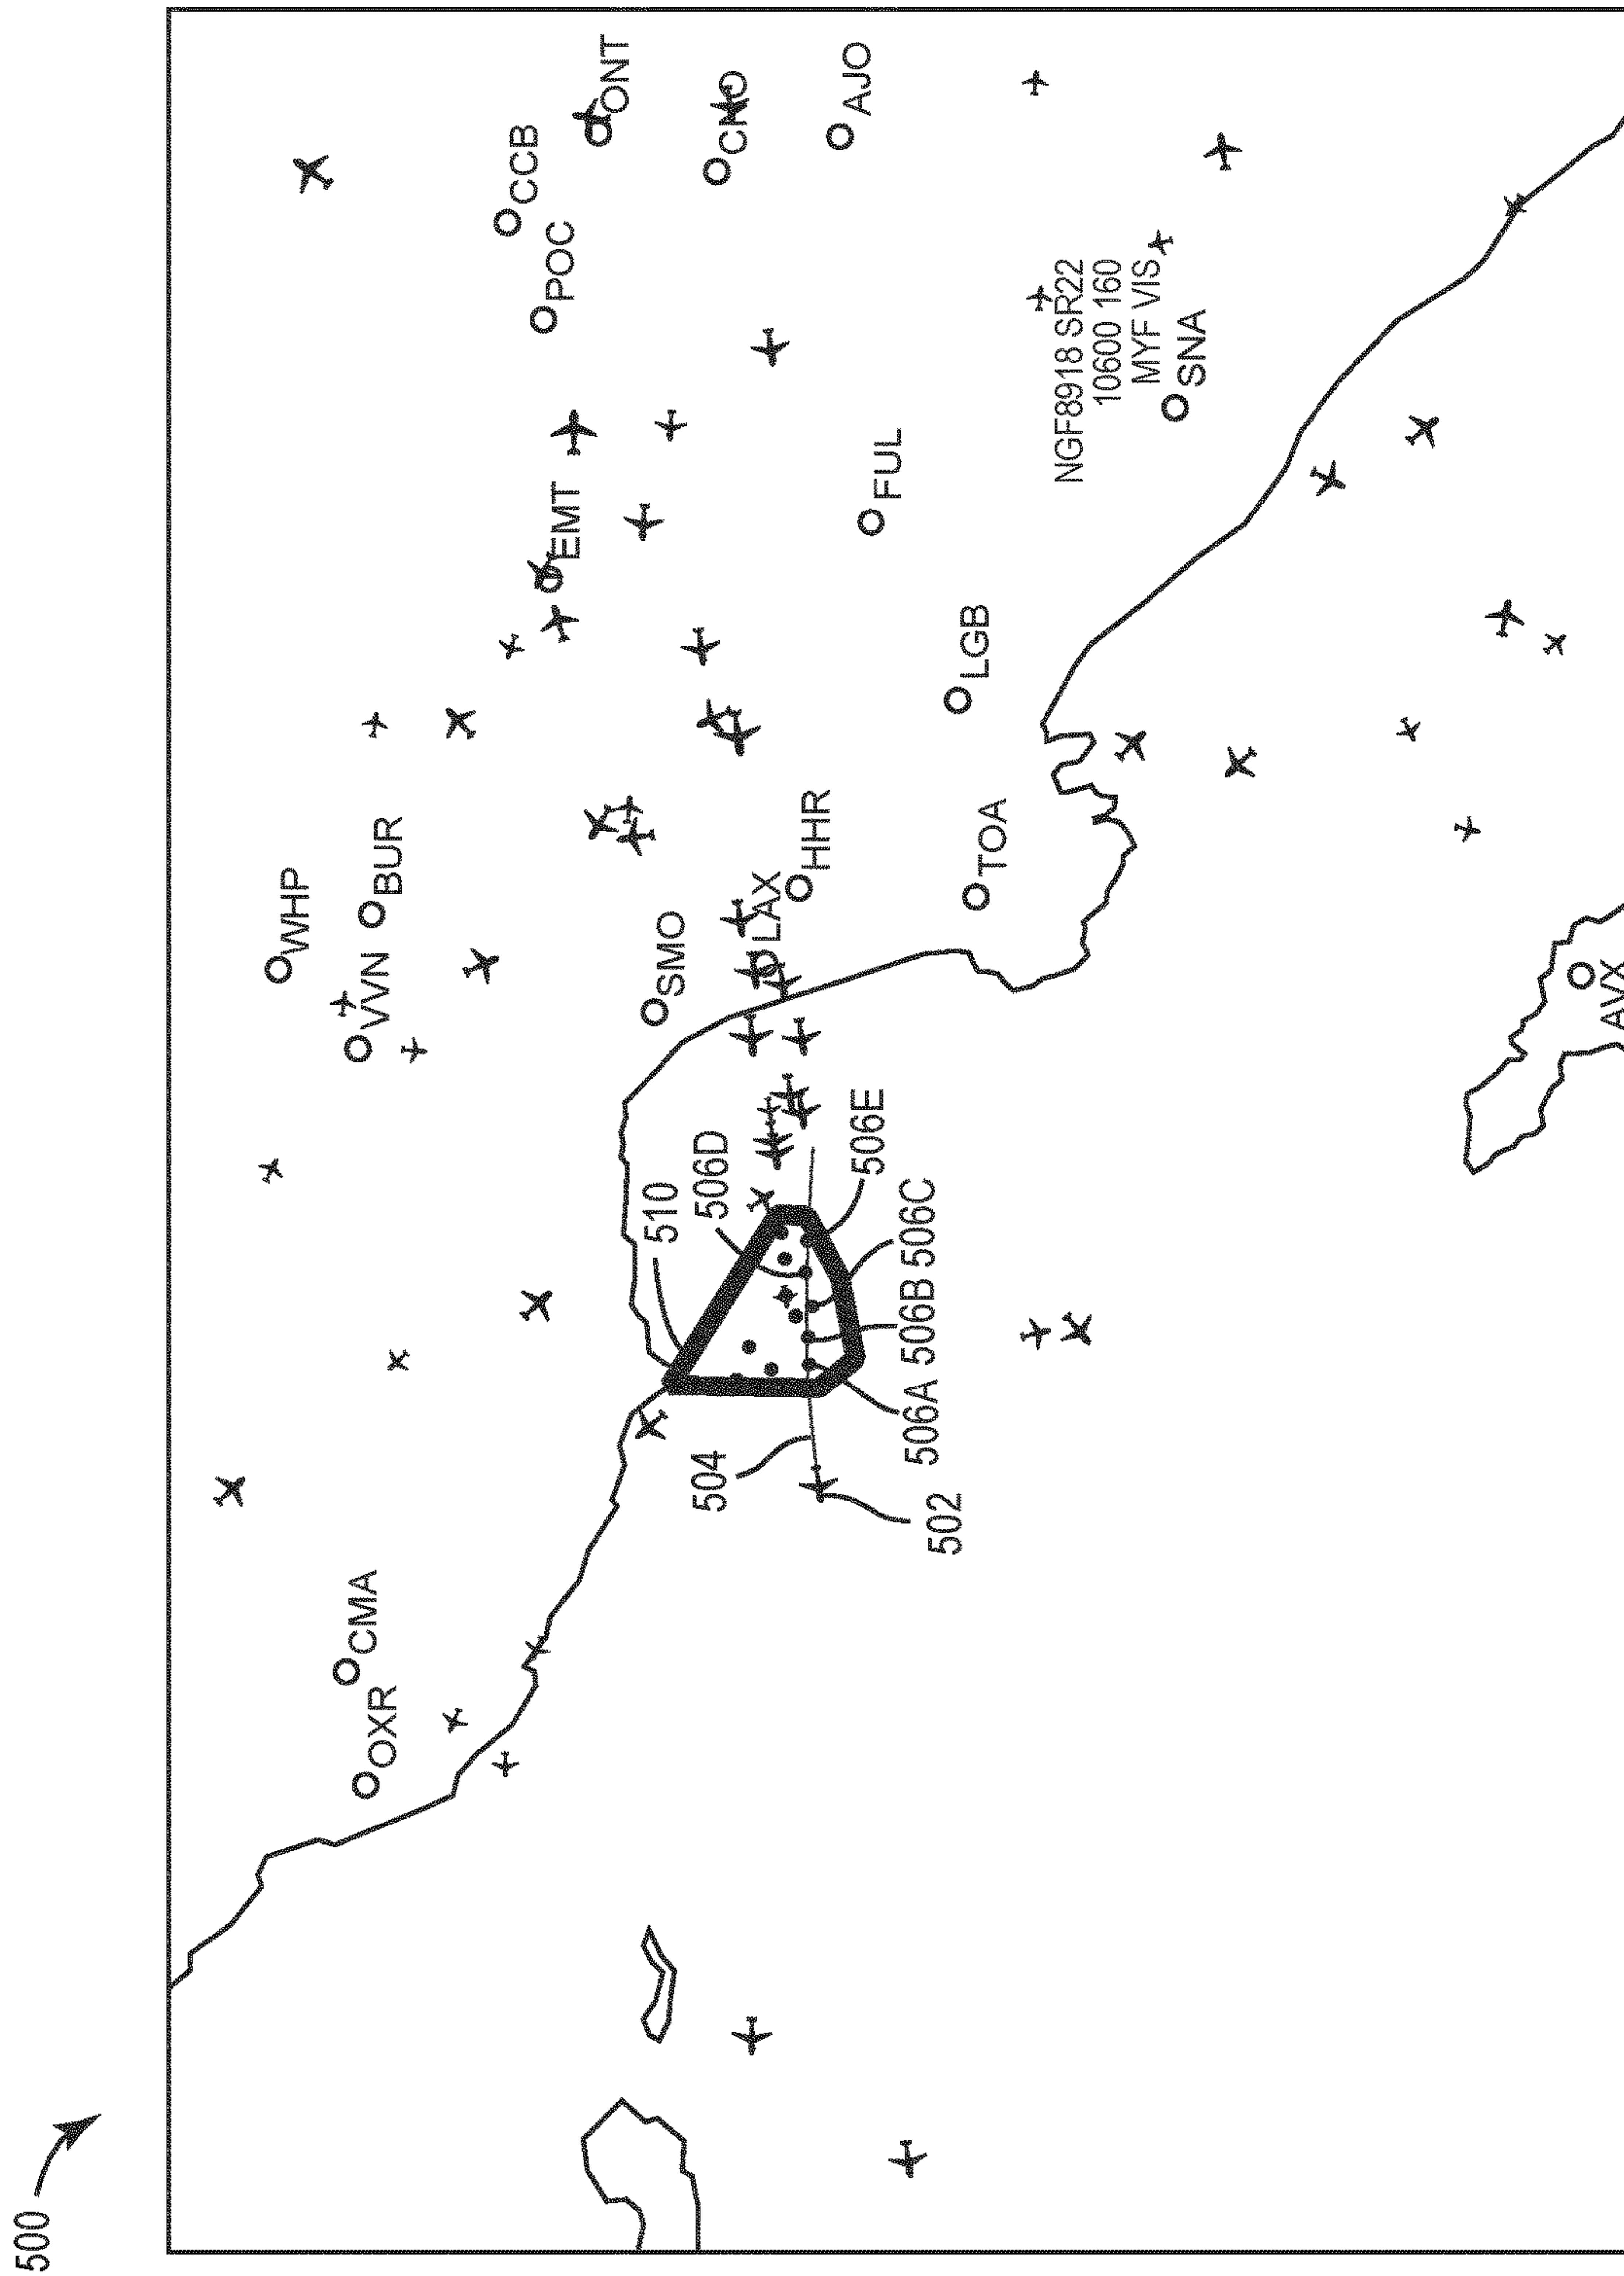 500
WHP
VVN
BUR
CMA
OXR
CCB
POC
ONT
EMT
SMO
CNO
LAX
HHR
AJO
FUL
510
506D
504
506E
506A
506B
506C
502
LGB
TOA
NGF8918 SR22
10600 160
MYF VIS
SNA
AVX